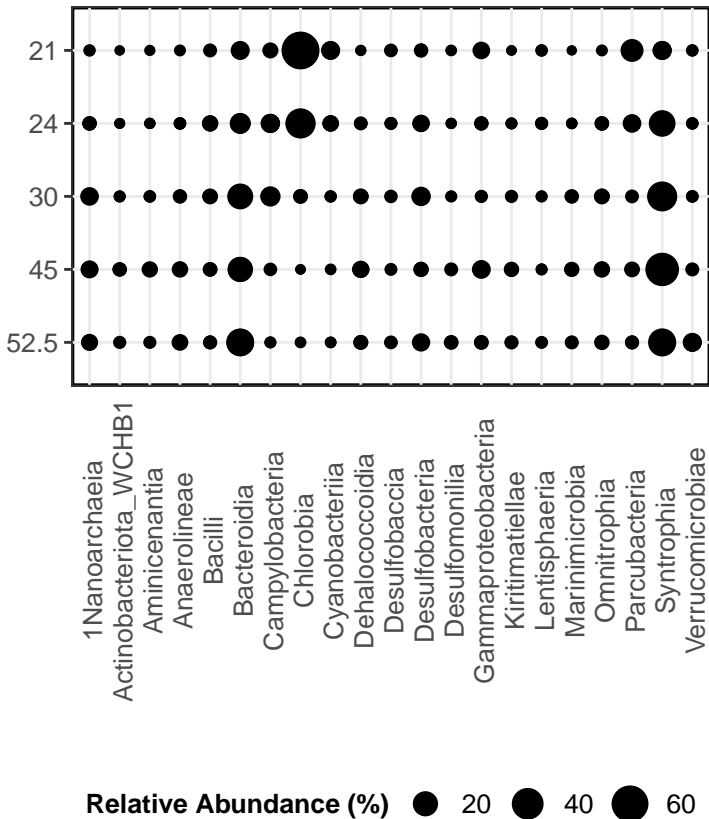 21
24
30
45
52.5
1Nanoarchaeia
Actinobacteriota_WCHB1
Aminicenantia
Anaerolineae
Bacilli
Bacteroidia
Campylobacteria
Chlorobia
Cyanobacteriia
Dehalococcoidia
Desulfobaccia
Desulfobacteria
Desulfomonilia
Gammaproteobacteria
Kiritimatiellae
Lentisphaeria
Marinimicrobia
Omnitrophia
Parcubacteria
Syntrophia
Verrucomicrobiae
Relative Abundance (%) 20 40 60